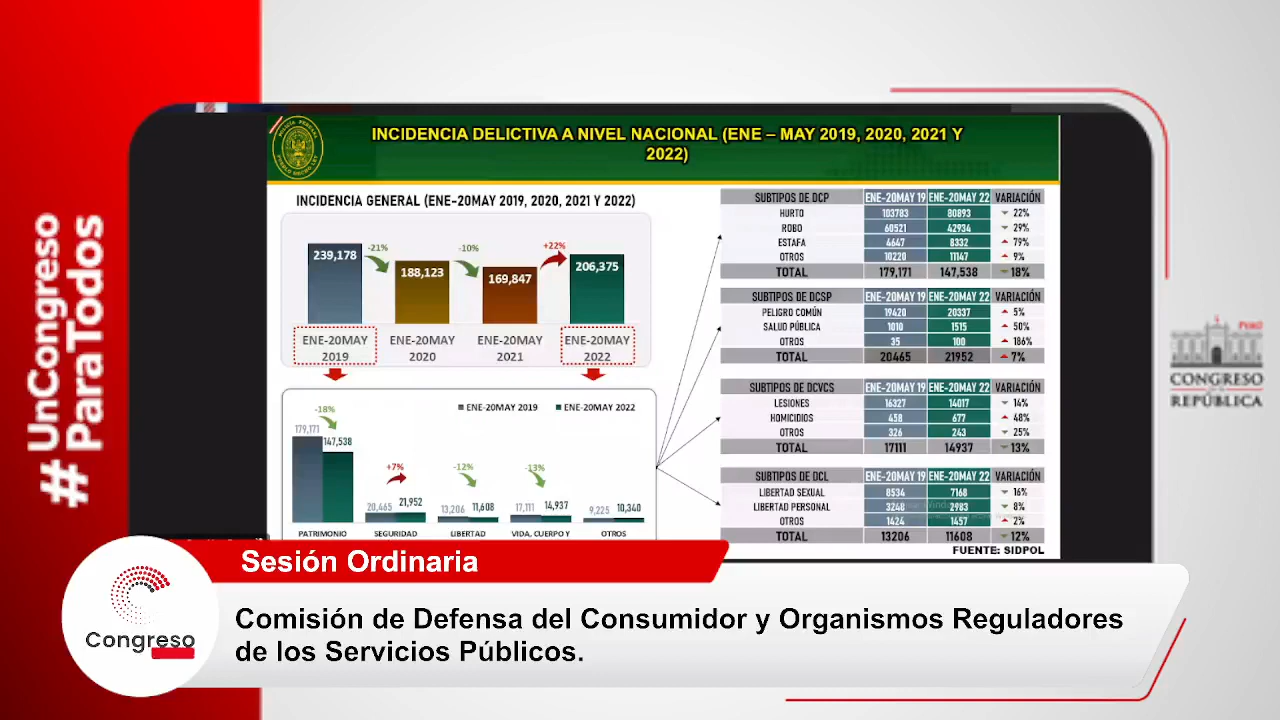 #UnCongreso
ParaTodos
INCIDENCIA DELICTIVA A NIVEL NACIONAL (ENE – MAY 2019, 2020, 2021 Y
2022)
INCIDENCIA GENERAL (ENE-20MAY 2019, 2020, 2021 Y 2022)
239,178
-21%
188,123
-10%
169,847
+22%
206,375
ENE-20MAY
2019
ENE-20MAY
2020
ENE-20MAY
2021
ENE-20MAY
2022
ENE-20MAY 2019 ENE-20MAY 2022
-18%
179,171
147,538
+7%
20,465 21,952
-12%
13,206 11,608
-13%
17,111 14,937
9,225 10,340
PATRIMONIO SEGURIDAD LIBERTAD VIDA, CUERPO Y OTROS
SUBTIPOS DE DCP ENE-20MAY 19 ENE-20MAY 22 VARIACIÓN
HURTO 103783 80893 22%
ROBO 60521 42934 29%
ESTAFA 4647 8332 79%
OTROS 10220 11147 9%
TOTAL 179,171 147,538 18%
SUBTIPOS DE DCSP ENE-20MAY 19 ENE-20MAY 22 VARIACIÓN
PELIGRO COMÚN 19420 20337 5%
SALUD PÚBLICA 1010 1515 50%
OTROS 35 100 186%
TOTAL 20465 21952 7%
SUBTIPOS DE DCVCS ENE-20MAY 19 ENE-20MAY 22 VARIACIÓN
LESIONES 16327 14017 14%
HOMICIDIOS 458 677 48%
OTROS 326 243 25%
TOTAL 17111 14937 13%
SUBTIPOS DE DCL ENE-20MAY 19 ENE-20MAY 22 VARIACIÓN
LIBERTAD SEXUAL 8534 7168 16%
LIBERTAD PERSONAL 3248 2983 8%
OTROS 1424 1457 2%
TOTAL 13206 11608 12%
FUENTE: SIDPOL
PERÚ
CONGRESO
de la
REPÚBLICA
Congreso
Sesión Ordinaria
Comisión de Defensa del Consumidor y Organismos Reguladores
de los Servicios Públicos.